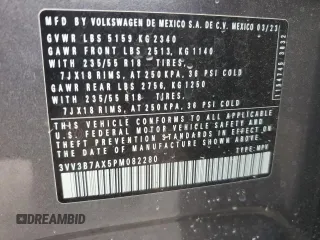 MFD. BY VOLKSWAGEN DE MEXICO S.A. DE C.V. MEXICO 03/23
GVWR LBS 5159 KG 2340
GAWR FRONT LBS 2513, KG 1140
WITH 235/55 R18 TIRES,
7JX18 RIMS, AT 250 KPA, 36 PSI COLD
GAWR REAR LBS 2756, KG 1250
WITH 235/55 R18 TIRES,
7JX18 RIMS, AT 250 KPA, 36 PSI COLD
THIS VEHICLE CONFORMS TO ALL APPLICABLE
U.S. FEDERAL MOTOR VEHICLE SAFETY AND
THEFT PREVENTION STANDARDS IN EFFECT ON
THE DATE OF MANUFACTURE SHOWN ABOVE.
3VV3B7AX5PM082280 TYPE: MPV
© DREAMBID